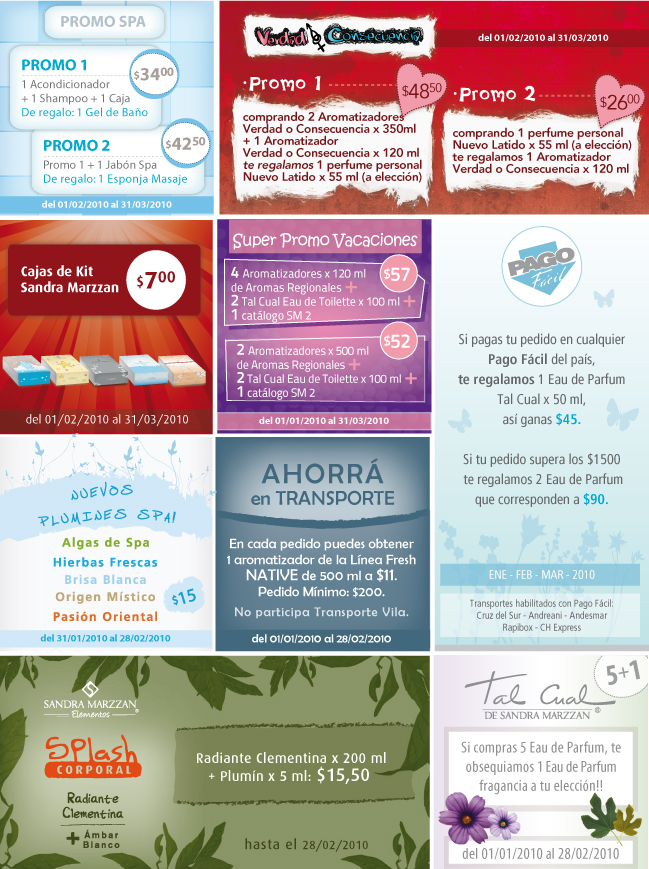 PROMO SPA
PROMO 1
$34⁰⁰
1 Acondicionador
+ 1 Shampoo + 1 Caja
De regalo: 1 Gel de Baño
PROMO 2
$42⁵⁰
Promo 1 + 1 Jabón Spa
De regalo: 1 Esponja Masaje
del 01/02/2010 al 31/03/2010
Verdad o Consecuencia
del 01/02/2010 al 31/03/2010
·Promo 1
$48⁵⁰
comprando 2 Aromatizadores
Verdad o Consecuencia x 350ml
+ 1 Aromatizador
Verdad o Consecuencia x 120 ml
te regalamos 1 perfume personal
Nuevo Latido x 55 ml (a elección)
·Promo 2
$26⁰⁰
comprando 1 perfume personal
Nuevo Latido x 55 ml (a elección)
te regalamos 1 Aromatizador
Verdad o Consecuencia x 120 ml
Cajas de Kit
Sandra Marzzan
$7⁰⁰
del 01/02/2010 al 31/03/2010
Super Promo Vacaciones
4 Aromatizadores x 120 ml
de Aromas Regionales +
2 Tal Cual Eau de Toilette x 100 ml +
1 catálogo SM 2
$57
2 Aromatizadores x 500 ml
de Aromas Regionales +
2 Tal Cual Eau de Toilette x 100 ml +
1 catálogo SM 2
$52
del 01/01/2010 al 31/03/2010
PAGO
Fácil
Si pagas tu pedido en cualquier
Pago Fácil del país,
te regalamos 1 Eau de Parfum
Tal Cual x 50 ml,
así ganas $45.
Si tu pedido supera los $1500
te regalamos 2 Eau de Parfum
que corresponden a $90.
ENE - FEB - MAR - 2010
Transportes habilitados con Pago Fácil:
Cruz del Sur - Andreani - Andesmar
Rapibox - CH Express
NUEVOS
PLUMINES SPA!
Algas de Spa
Hierbas Frescas
Brisa Blanca
Origen Místico
Pasión Oriental
$15
del 31/01/2010 al 28/02/2010
AHORRÁ
en TRANSPORTE
En cada pedido puedes obtener
1 aromatizador de la Línea Fresh
NATIVE de 500 ml a $11.
Pedido Mínimo: $200.
No participa Transporte Vila.
del 01/01/2010 al 28/02/2010
SANDRA MARZZAN®
Elementos
SPlash
CORPORAL
Radiante
Clementina
+ Ámbar
Blanco
Radiante Clementina x 200 ml
+ Plumín x 5 ml: $15,50
hasta el 28/02/2010
5+1
Tal Cual
DE SANDRA MARZZAN®
Si compras 5 Eau de Parfum, te
obsequiamos 1 Eau de Parfum
fragancia a tu elección!!
del 01/01/2010 al 28/02/2010